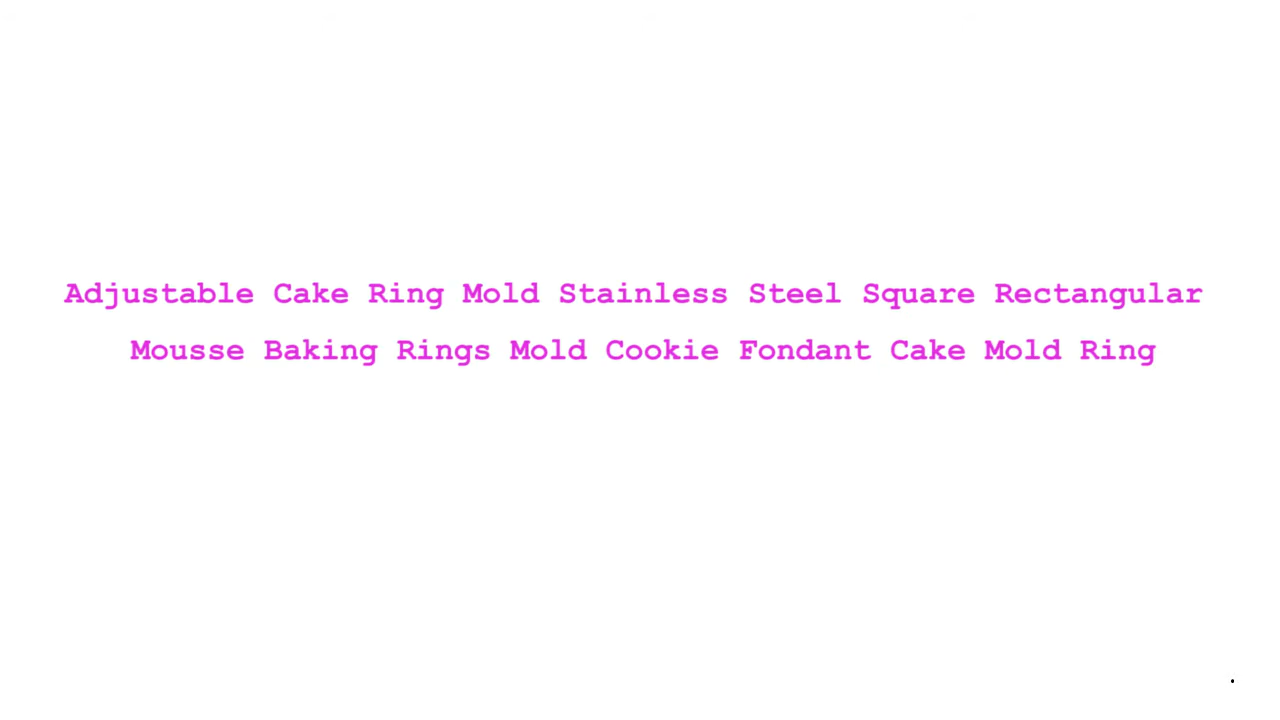 Adjustable Cake Ring Mold Stainless Steel Square Rectangular
Mousse Baking Rings Mold Cookie Fondant Cake Mold Ring
.